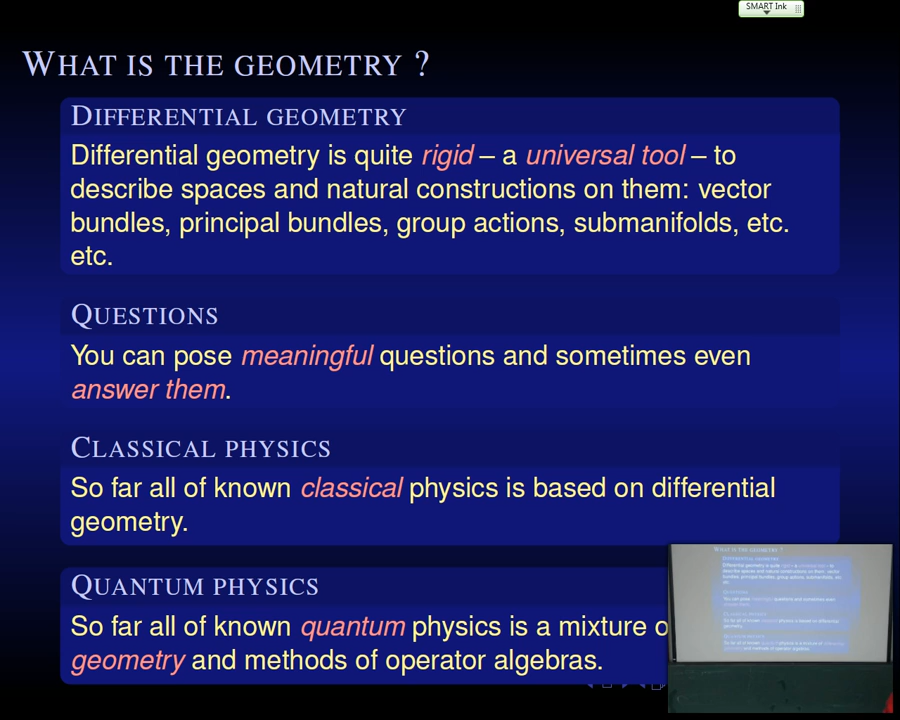 SMART Ink
WHAT IS THE GEOMETRY ?
DIFFERENTIAL GEOMETRY
Differential geometry is quite rigid – a universal tool – to
describe spaces and natural constructions on them: vector
bundles, principal bundles, group actions, submanifolds, etc.
etc.
QUESTIONS
You can pose meaningful questions and sometimes even
answer them.
CLASSICAL PHYSICS
So far all of known classical physics is based on differential
geometry.
QUANTUM PHYSICS
So far all of known quantum physics is a mixture
geometry and methods of operator algebras.